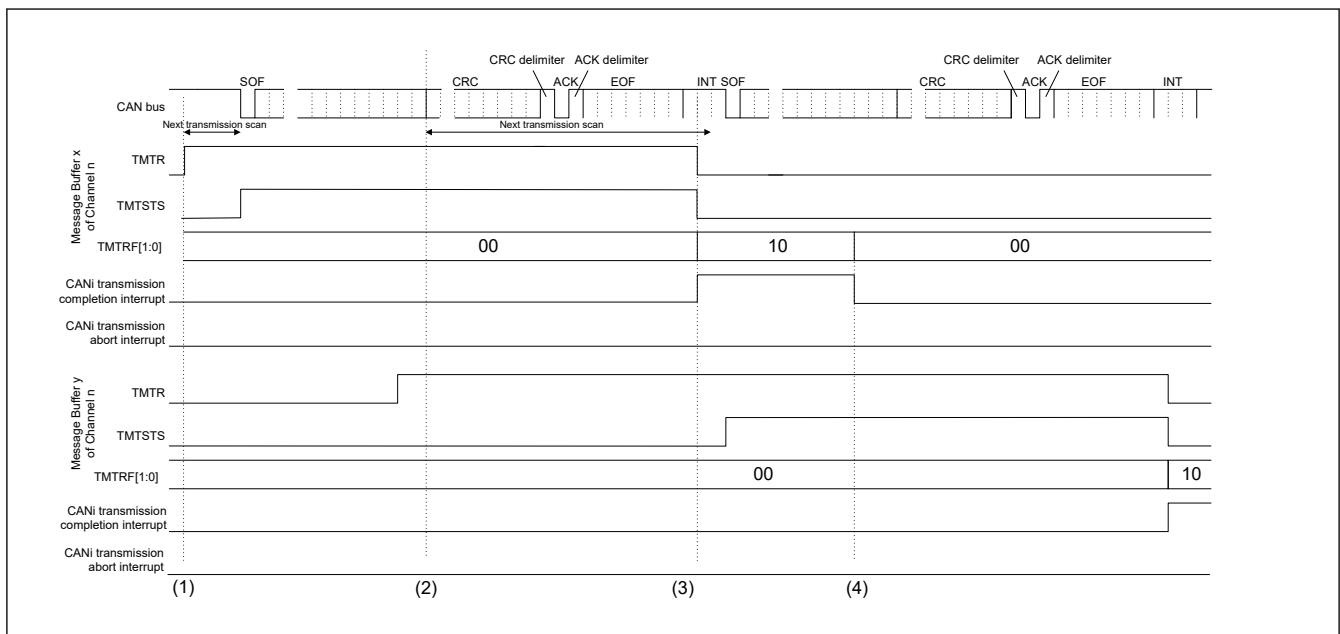 CRC delimiter ACK delimiter CRC delimiter ACK delimiter
SOF CRC ACK EOF INT SOF CRC ACK EOF INT
CAN bus
Next transmission scan Next transmission scan
Message Buffer x
of Channel n
TMTR
TMTSTS
TMTRF[1:0] 00 10 00
CANi transmission
completion interrupt
CANi transmission
abort interrupt
Message Buffer y
of Channel n
TMTR
TMTSTS
TMTRF[1:0] 00 10
CANi transmission
completion interrupt
CANi transmission
abort interrupt
(1) (2) (3) (4)